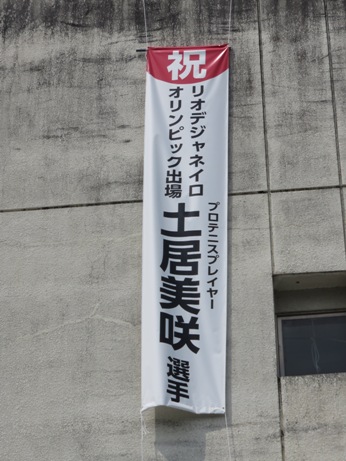 祝
リオデジャネイロ
オリンピック出場
プロテニスプレイヤー
土居美咲選手